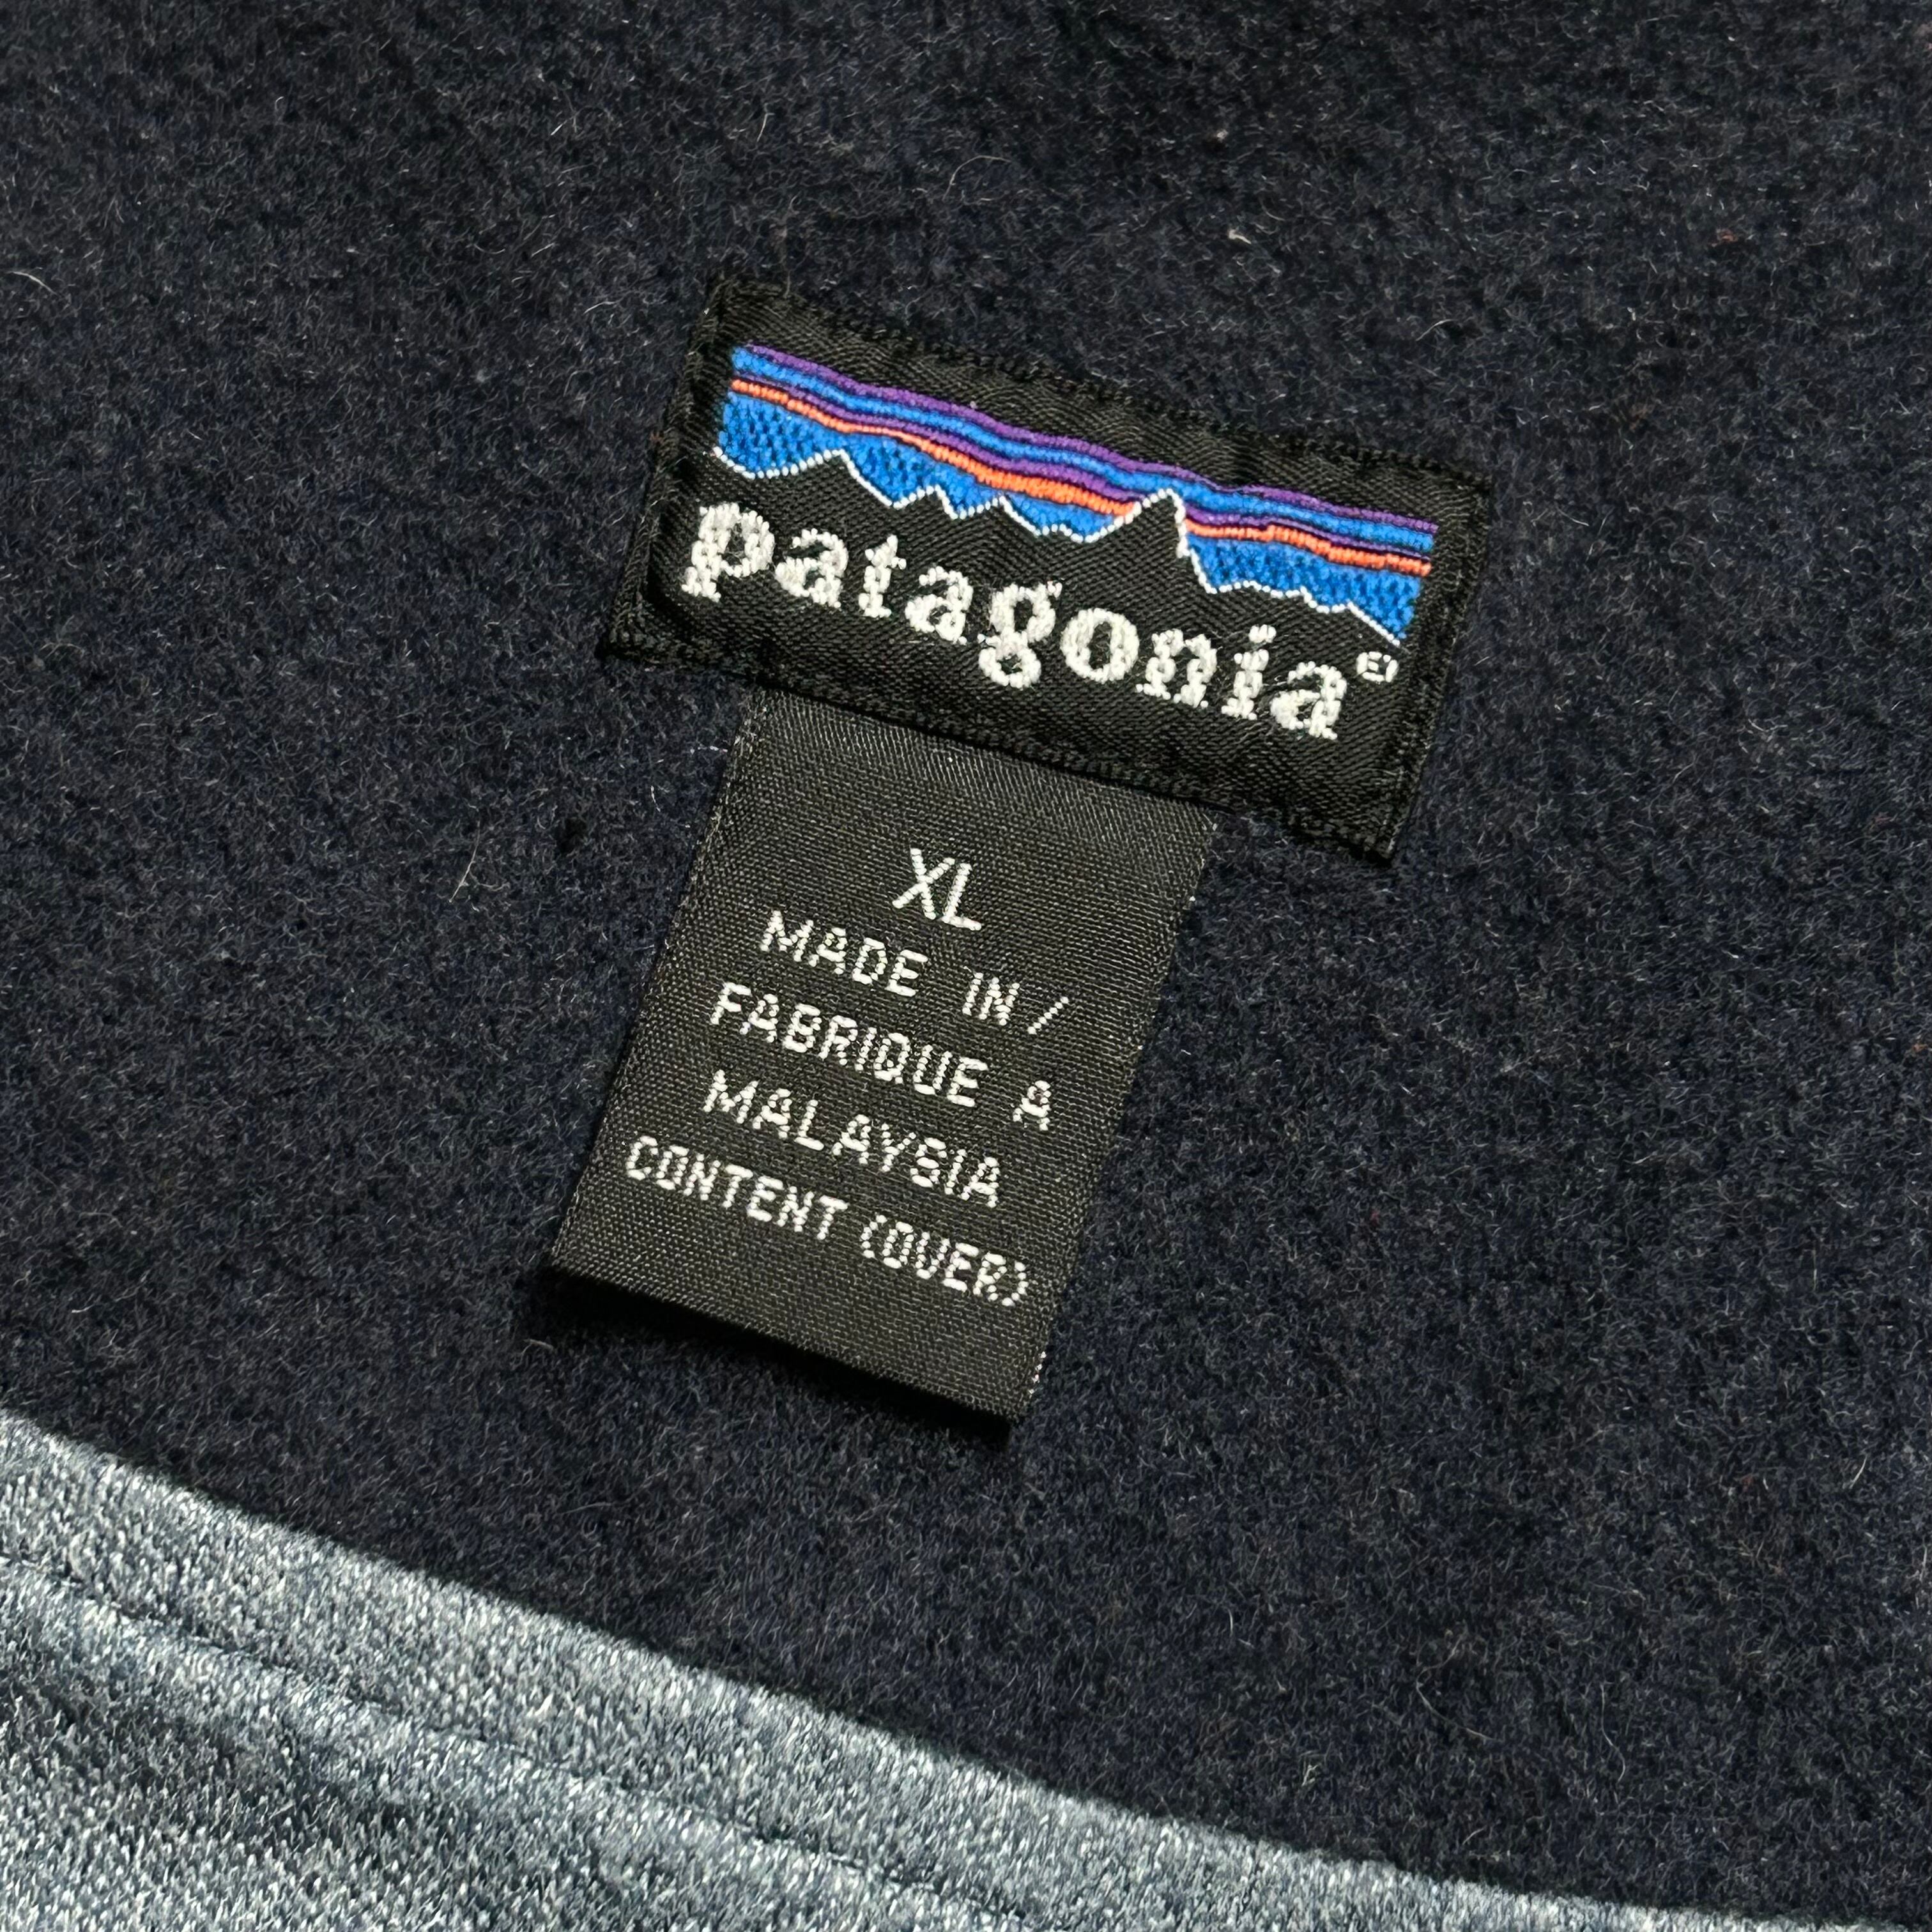 patagonia®
XL
MADE IN /
FABRIQUE A
MALAYSIA
CONTENT (OVER)